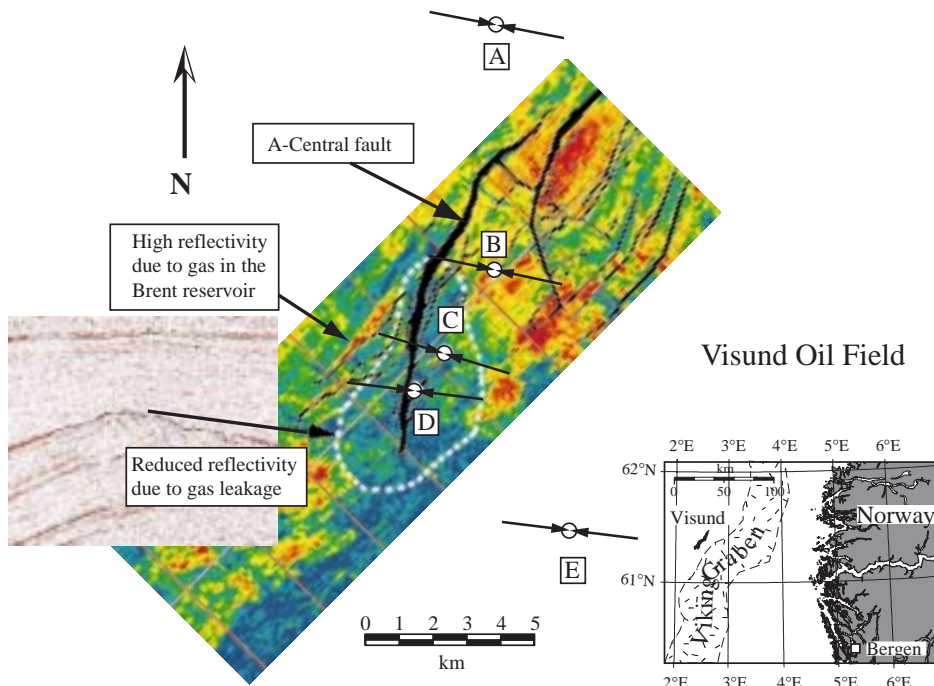 A
A-Central fault
N
High reflectivity
due to gas in the
Brent reservoir
B
C
Visund Oil Field
D
Reduced reflectivity
due to gas leakage
E
0 1 2 3 4 5
km
2°E 3°E 4°E 5°E 6°E
62°N
km
0 50 100
Visund
Norway
Viking Graben
61°N
Bergen
2°E 3°E 4°E 5°E 6°E